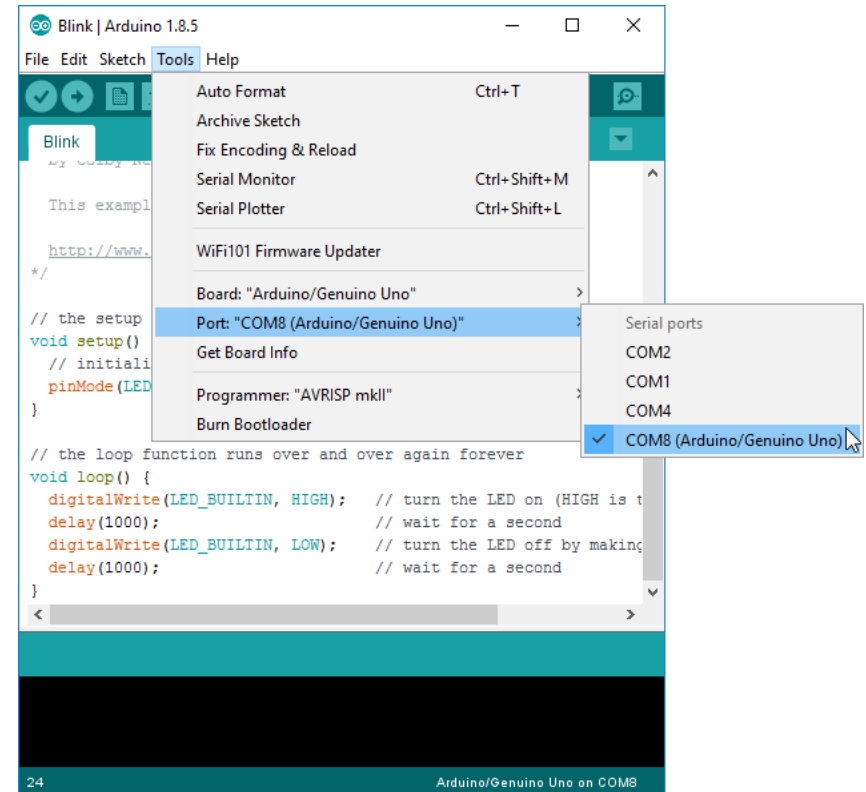 Blink | Arduino 1.8.5
File Edit Sketch Tools Help
Blink
Auto Format Ctrl+T
Archive Sketch
Fix Encoding & Reload
Serial Monitor Ctrl+Shift+M
Serial Plotter Ctrl+Shift+L
WiFi101 Firmware Updater
Board: "Arduino/Genuino Uno"
Port: "COM8 (Arduino/Genuino Uno)"
Get Board Info
Programmer: "AVRISP mkII"
Burn Bootloader
Serial ports
COM2
COM1
COM4
COM8 (Arduino/Genuino Uno)
This exampl
http://www.
*/
// the setup
void setup()
// initiali
pinMode(LED
}
// the loop function runs over and over again forever
void loop() {
digitalWrite(LED_BUILTIN, HIGH); // turn the LED on (HIGH is t
delay(1000); // wait for a second
digitalWrite(LED_BUILTIN, LOW); // turn the LED off by making
delay(1000); // wait for a second
}
24 Arduino/Genuino Uno on COM8